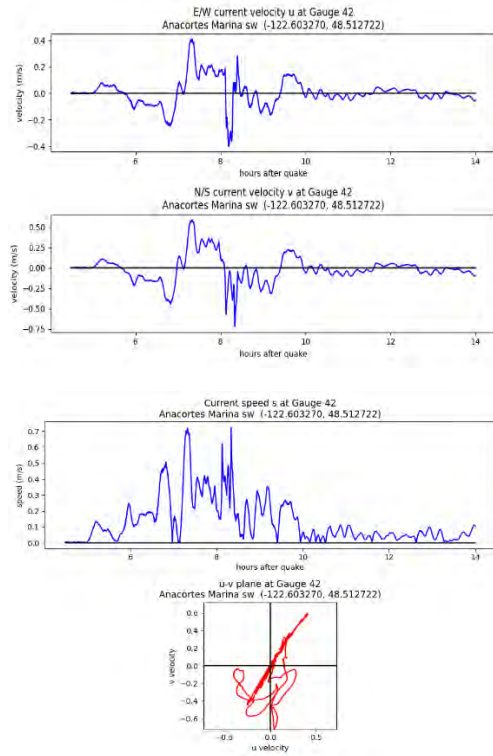 E/W current velocity u at Gauge 42
Anacortes Marina sw (-122.603270, 48.512722)
velocity (m/s)
0.4
0.2
0.0
−0.2
−0.4
6 8 10 12 14
hours after quake
N/S current velocity v at Gauge 42
Anacortes Marina sw (-122.603270, 48.512722)
velocity (m/s)
0.50
0.25
0.00
−0.25
−0.50
−0.75
6 8 10 12 14
hours after quake
Current speed s at Gauge 42
Anacortes Marina sw (-122.603270, 48.512722)
speed (m/s)
0.7
0.6
0.5
0.4
0.3
0.2
0.1
0.0
6 8 10 12 14
hours after quake
u-v plane at Gauge 42
Anacortes Marina sw (-122.603270, 48.512722)
v velocity
0.6
0.4
0.2
0.0
−0.2
−0.4
−0.6
−0.5 0.0 0.5
u velocity